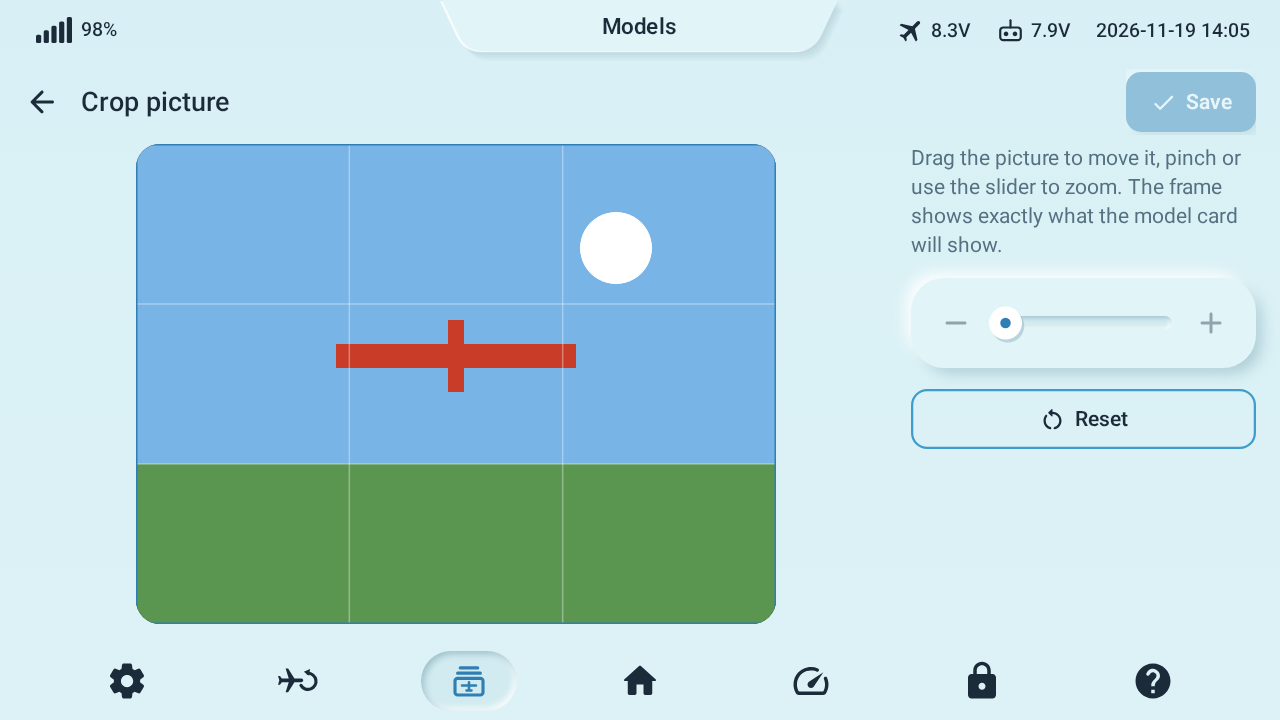 98%
Models
8.3V
7.9V
2026-11-19 14:05
Crop picture
Save
Drag the picture to move it, pinch or
use the slider to zoom. The frame
shows exactly what the model card
will show.
Reset